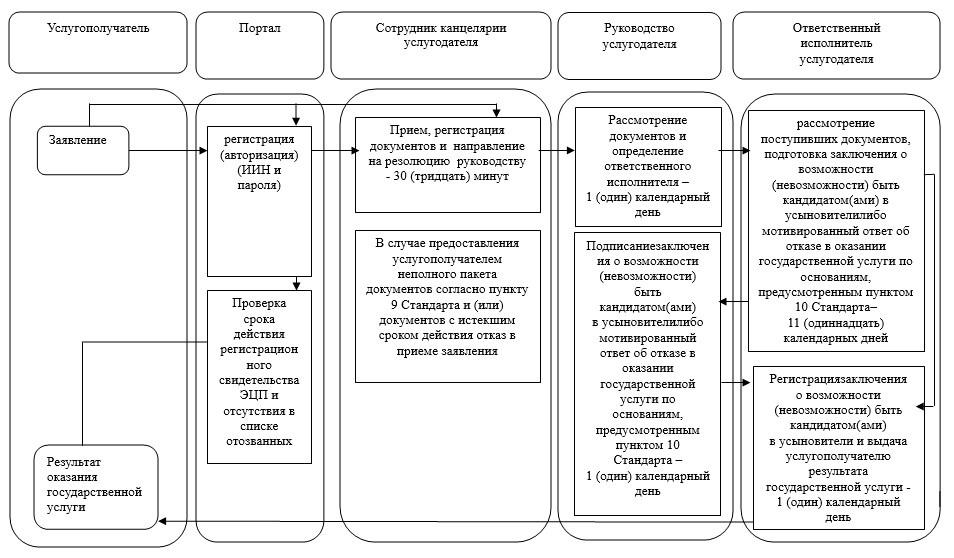 Услугополучатель
Портал
Сотрудник канцелярии
услугодателя
Руководство
услугодателя
Ответственный
исполнитель
услугодателя
Заявление
Результат
оказания
государственной
услуги
регистрация
(авторизация)
(ИИН и
пароля)
Проверка
срока
действия
регистрацион
ного
свидетельства
ЭЦП и
отсутствия в
списке
отозванных
Прием, регистрация
документов и направление
на резолюцию руководству
- 30 (тридцать) минут
В случае предоставления
услугополучателем
неполного пакета
документов согласно пункту
9 Стандарта и (или)
документов с истекшим
сроком действия отказ в
приеме заявления
Рассмотрение
документов и
определение
ответственного
исполнителя –
1 (один) календарный
день
Подписаниезаключен
ия о возможности
(невозможности)
быть
кандидатом(ами)
в усыновителилибо
мотивированный
ответ об отказе в
оказании
государственной
услуги по
основаниям,
предусмотренным
пунктом 10
Стандарта –
1 (один) календарный
день
рассмотрение
поступивших документов,
подготовка заключения о
возможности
(невозможности) быть
кандидатом(ами) в
усыновителилибо
мотивированный ответ об
отказе в оказании
государственной услуги по
основаниям,
предусмотренным пунктом
10 Стандарта–
11 (одиннадцать)
календарных дней
Регистрациязаключения
о возможности
(невозможности) быть
кандидатом(ами)
в усыновители и выдача
услугополучателю
результата
государственной услуги -
1 (один) календарный
день